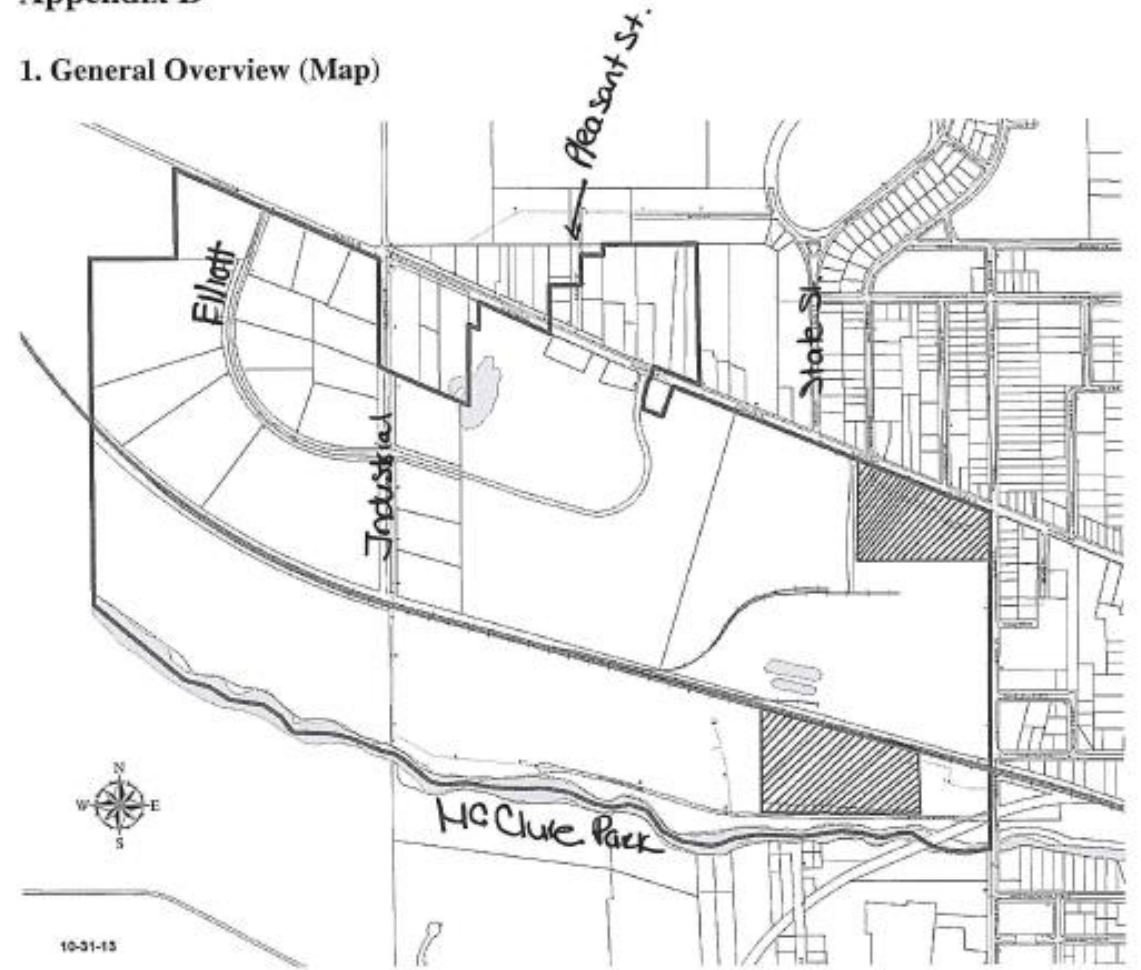 Appendix D
1. General Overview (Map)
Pleasant St.
Elliott
State St
Industrial
N
W
E
S
McClure Park
10-31-13